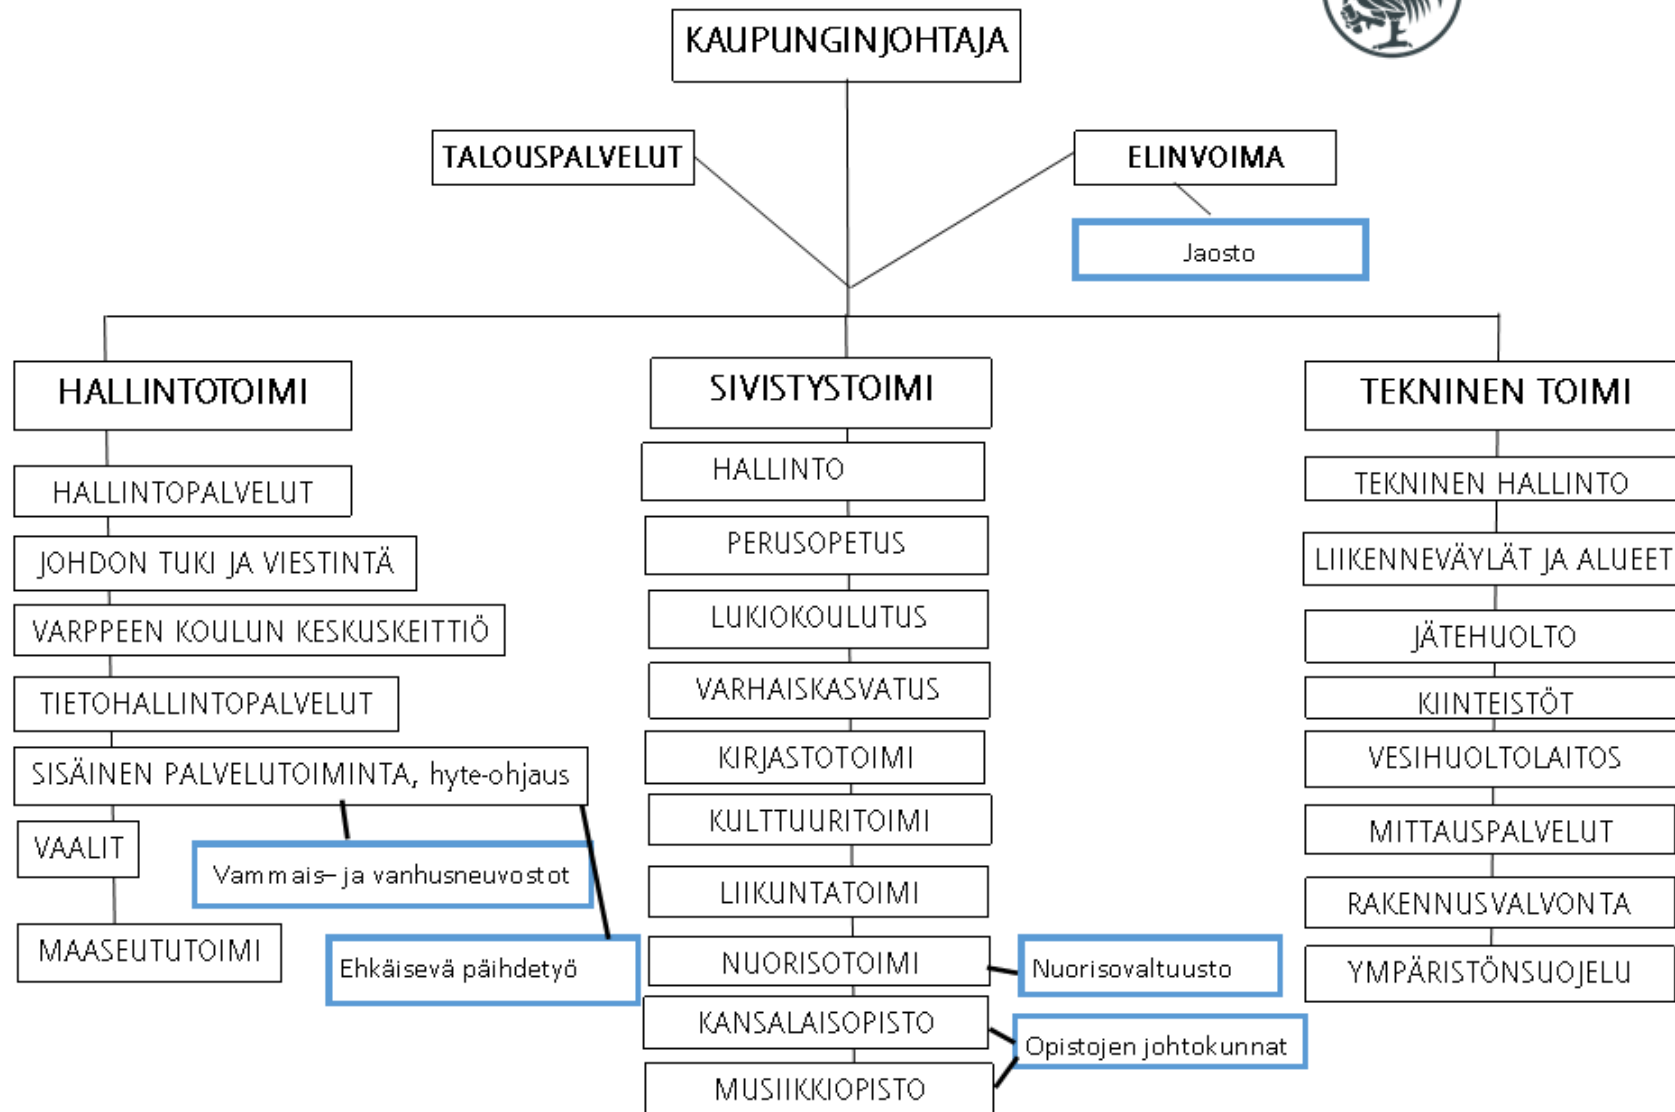 KAUPUNGINJOHTAJA
TALOUSPALVELUT
ELINVOIMA
Jaosto
HALLINTOTOIMI
HALLINTOPALVELUT
JOHDON TUKI JA VIESTINTÄ
VARPPEEN KOULUN KESKUSKEITTIÖ
TIETOHALLINTOPALVELUT
SISÄINEN PALVELUTOIMINTA, hyte-ohjaus
VAALIT
Vammais– ja vanhusneuvostot
MAASEUTUTOIMI
Ehkäisevä päihdetyö
SIVISTYSTOIMI
HALLINTO
PERUSOPETUS
LUKIOKOULUTUS
VARHAISKASVATUS
KIRJASTOTOIMI
KULTTUURITOIMI
LIIKUNTATOIMI
NUORISOTOIMI
Nuorisovaltuusto
KANSALAISOPISTO
Opistojen johtokunnat
MUSIIKKIOPISTO
TEKNINEN TOIMI
TEKNINEN HALLINTO
LIIKENNEVÄYLÄT JA ALUEET
JÄTEHUOLTO
KIINTEISTÖT
VESIHUOLTOLAITOS
MITTAUSPALVELUT
RAKENNUSVALVONTA
YMPÄRISTÖNSUOJELU